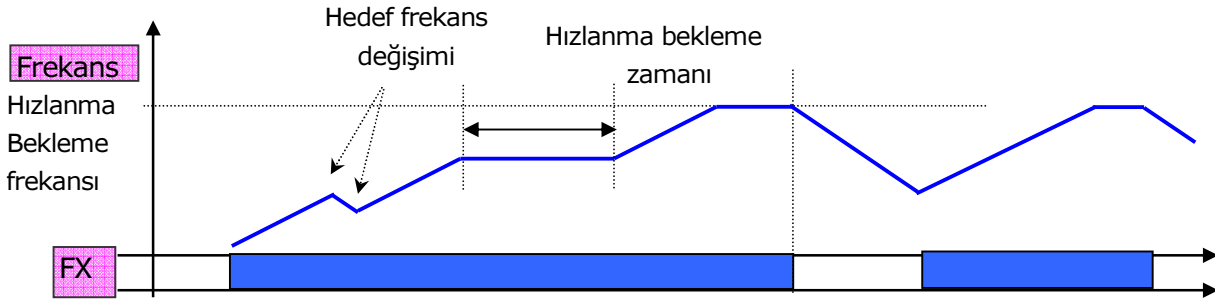 Hedef frekans
değişimi
Hızlanma bekleme
zamanı
Frekans
Hızlanma
Bekleme
frekansı
FX